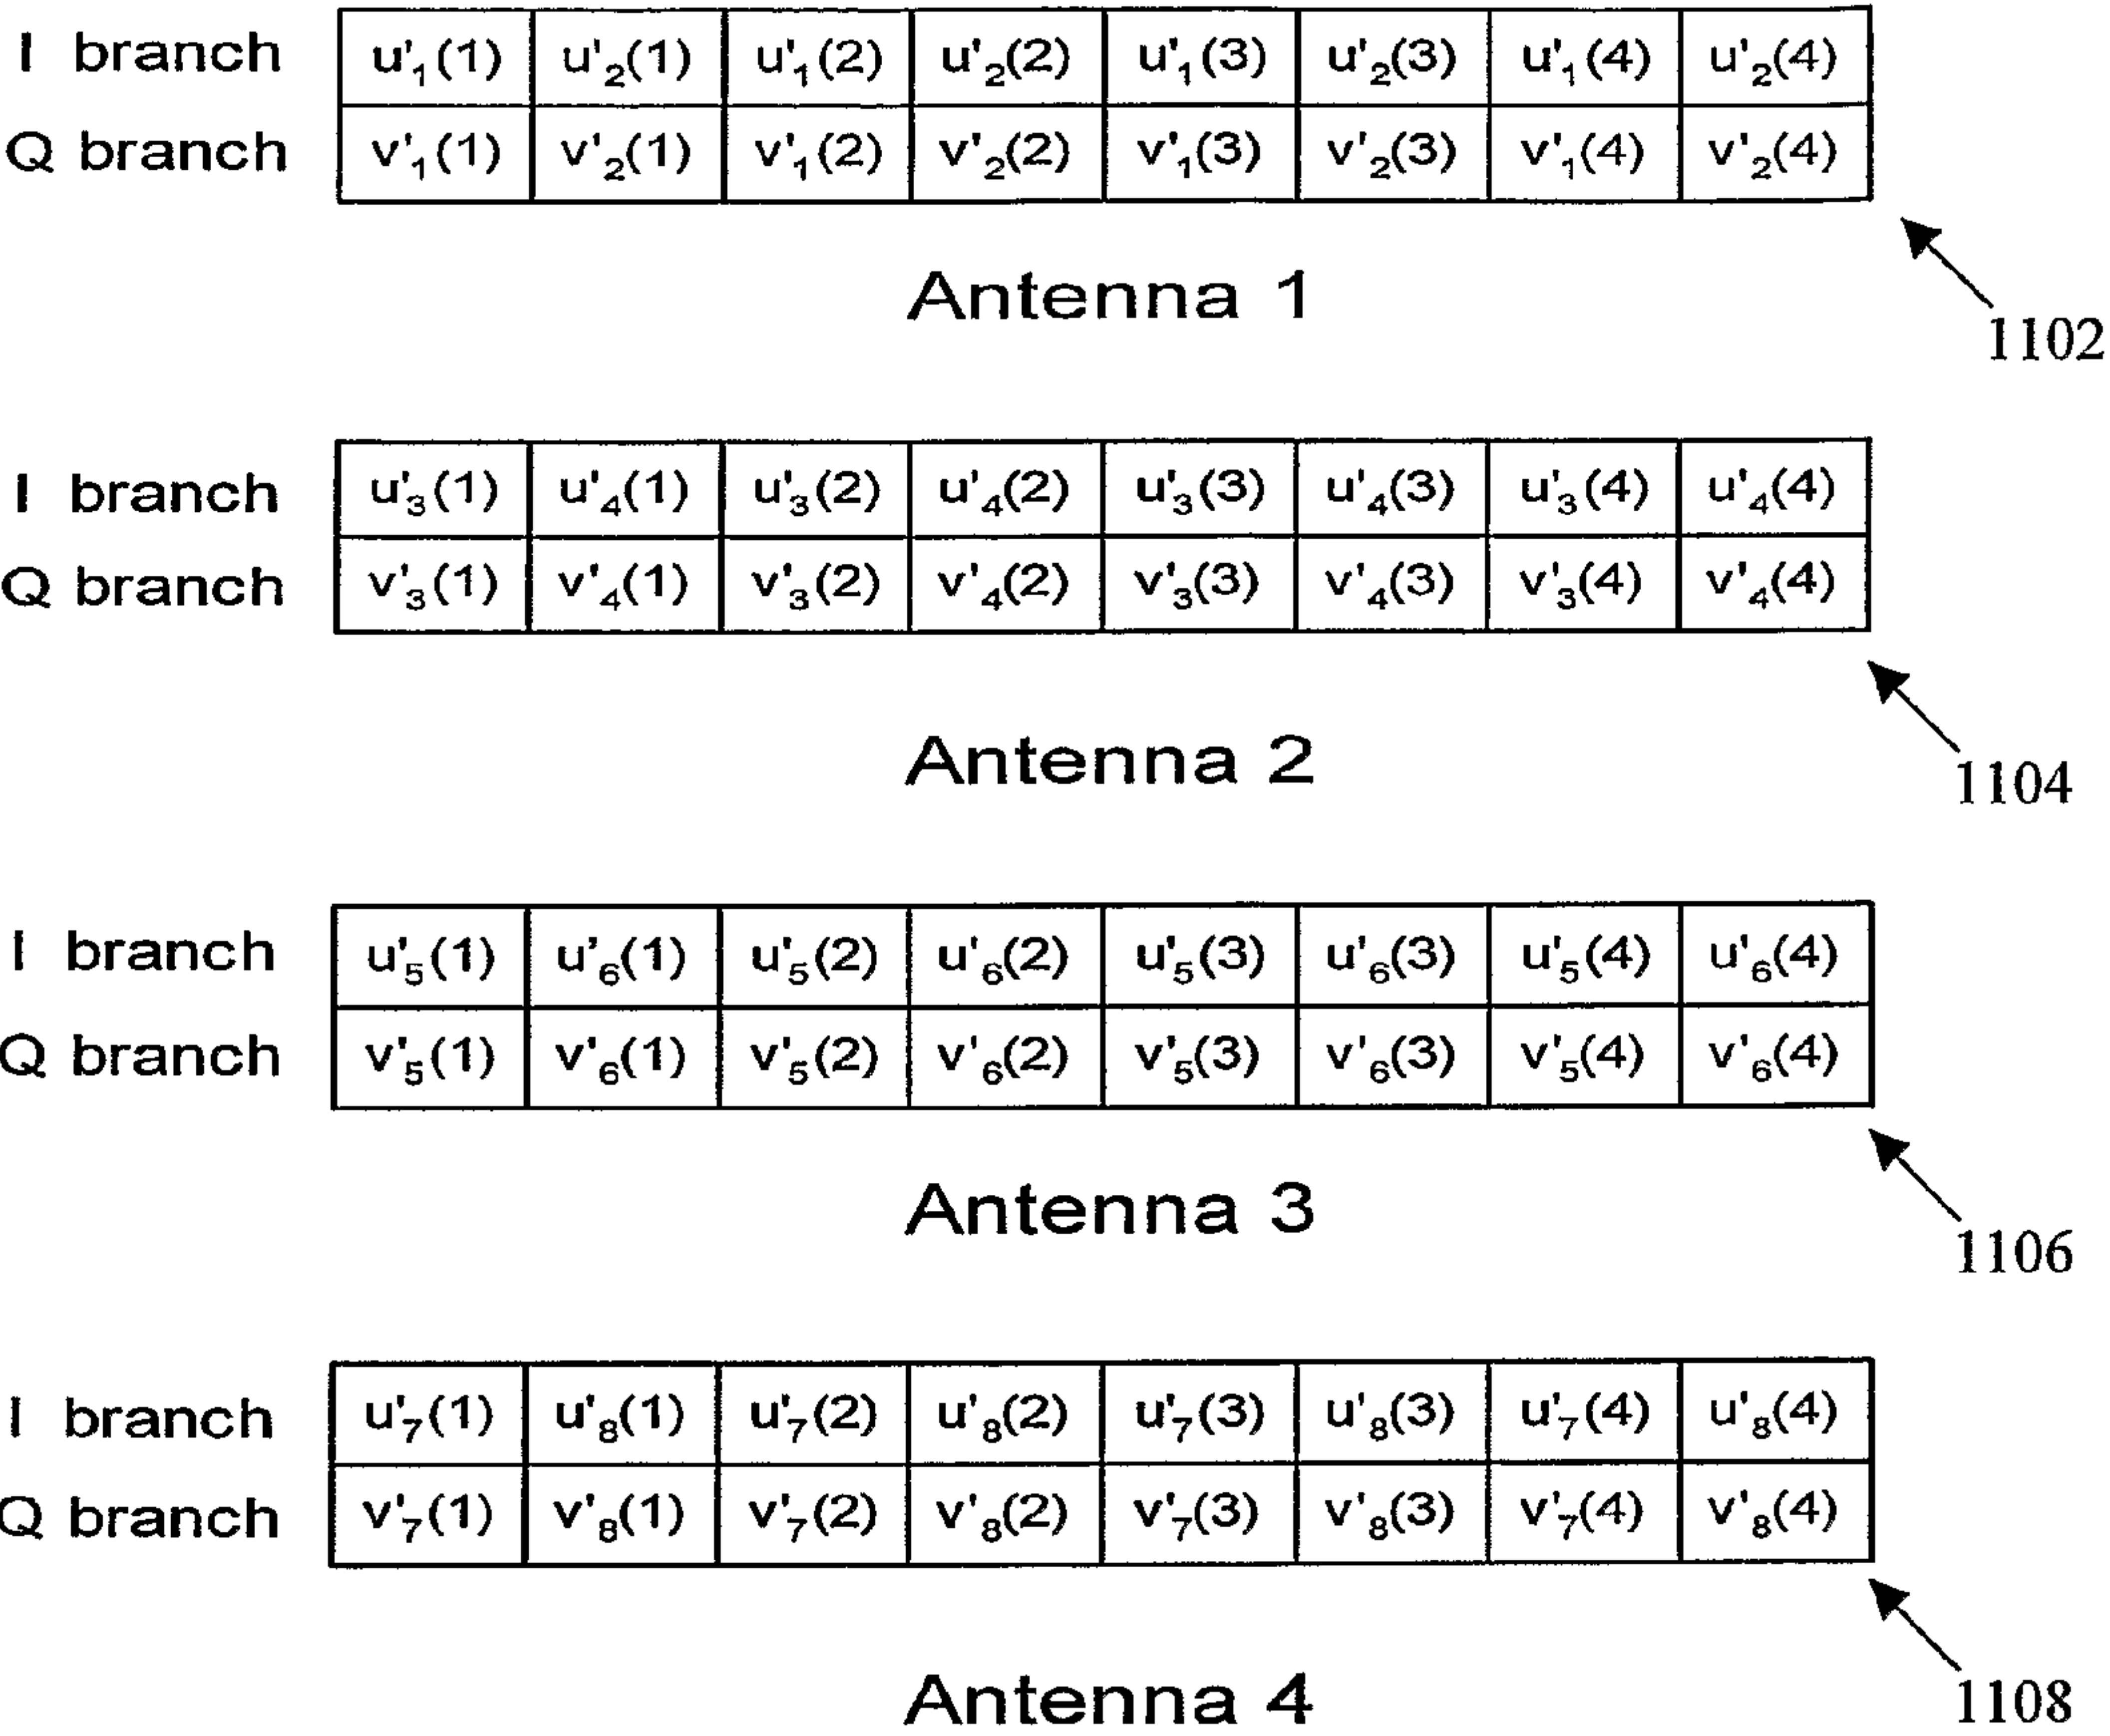 I branch u'₁(1) u'₂(1) u'₁(2) u'₂(2) u'₁(3) u'₂(3) u'₁(4) u'₂(4)
Q branch v'₁(1) v'₂(1) v'₁(2) v'₂(2) v'₁(3) v'₂(3) v'₁(4) v'₂(4)
Antenna 1
1102
I branch u'₃(1) u'₄(1) u'₃(2) u'₄(2) u'₃(3) u'₄(3) u'₃(4) u'₄(4)
Q branch v'₃(1) v'₄(1) v'₃(2) v'₄(2) v'₃(3) v'₄(3) v'₃(4) v'₄(4)
Antenna 2
1104
I branch u'₅(1) u'₆(1) u'₅(2) u'₆(2) u'₅(3) u'₆(3) u'₅(4) u'₆(4)
Q branch v'₅(1) v'₆(1) v'₅(2) v'₆(2) v'₅(3) v'₆(3) v'₅(4) v'₆(4)
Antenna 3
1106
I branch u'₇(1) u'₈(1) u'₇(2) u'₈(2) u'₇(3) u'₈(3) u'₇(4) u'₈(4)
Q branch v'₇(1) v'₈(1) v'₇(2) v'₈(2) v'₇(3) v'₈(3) v'₇(4) v'₈(4)
Antenna 4
1108